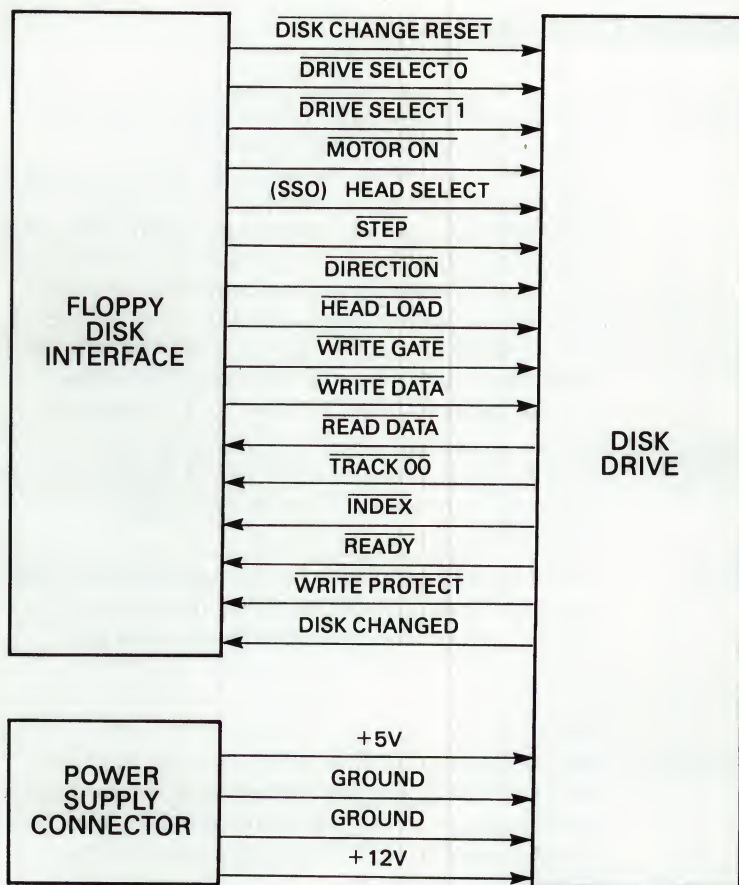 DISK CHANGE RESET
DRIVE SELECT 0
DRIVE SELECT 1
MOTOR ON
(SSO) HEAD SELECT
STEP
DIRECTION
HEAD LOAD
WRITE GATE
WRITE DATA
READ DATA
TRACK 00
INDEX
READY
WRITE PROTECT
DISK CHANGED
FLOPPY
DISK
INTERFACE
DISK
DRIVE
+5V
GROUND
GROUND
+12V
POWER
SUPPLY
CONNECTOR